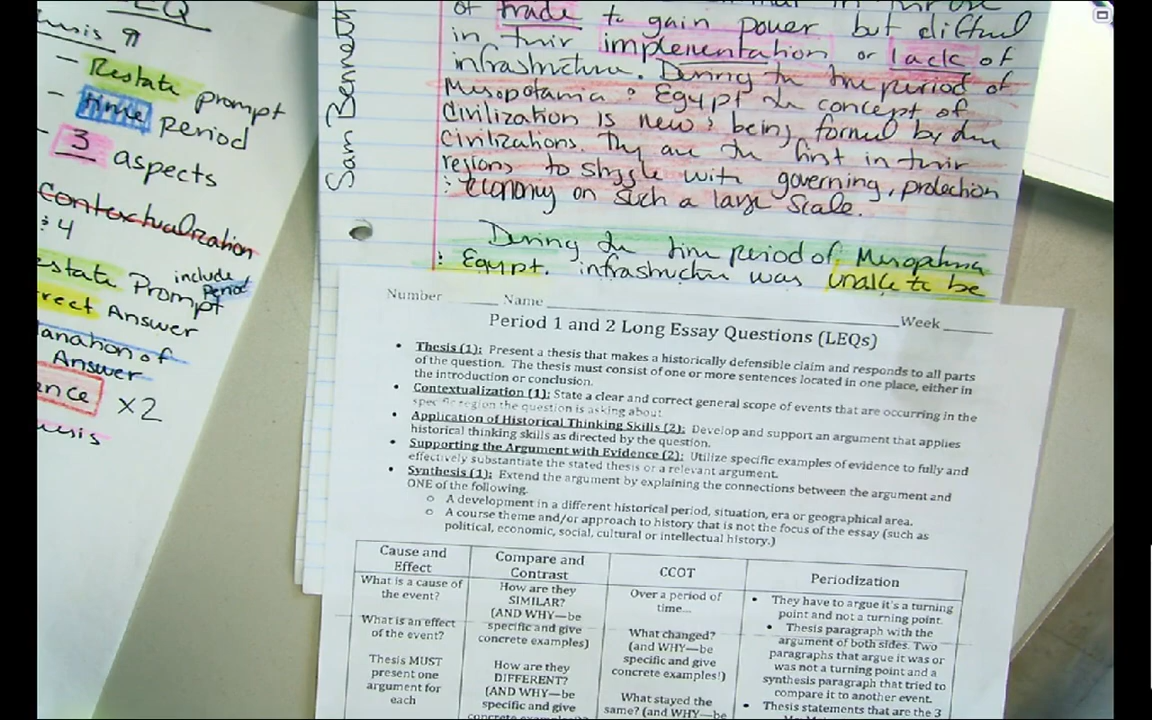 LEQ
- Restate prompt
- time period
- 3 aspects
Contextualization
: 4
Restate Prompt include Period
Correct Answer
Explanation of
Answer
x2
Sam Bennett
of trade to gain power but differed
in their implementation or lack of
infrastructure. During the time period of
Mesopotamia : Egypt the concept of
Civilization is new : being formed by
civilizations. They are the first in their
regions to struggle with governing, protection
: economy on such a large scale.
During the time period of Mesopotamia
: Egypt, infrastructure was unable to be
Number ______ Name ______ Week ______
Period 1 and 2 Long Essay Questions (LEQs)
• Thesis (1): Present a thesis that makes a historically defensible claim and responds to all parts
of the question. The thesis must consist of one or more sentences located in one place, either in
the introduction or conclusion.
• Contextualization (1): State a clear and correct general scope of events that are occurring in the
specific region the question is asking about.
• Application of Historical Thinking Skills (2): Develop and support an argument that applies
historical thinking skills as directed by the question.
• Supporting the Argument with Evidence (2): Utilize specific examples of evidence to fully and
effectively substantiate the stated thesis or a relevant argument.
• Synthesis (1): Extend the argument by explaining the connections between the argument and
ONE of the following.
o A development in a different historical period, situation, era or geographical area.
o A course theme and/or approach to history that is not the focus of the essay (such as
political, economic, social, cultural or intellectual history.)
Cause and
Effect
What is a cause of
the event?
What is an effect
of the event?
Thesis MUST
present one
argument for
each
Compare and
Contrast
How are they
SIMILAR?
(AND WHY—be
specific and give
concrete examples)
How are they
DIFFERENT?
(AND WHY—be
specific and give
concrete examples?
CCOT
Over a period of
time...
What changed?
(and WHY—be
specific and give
concrete examples!)
What stayed the
same? (and WHY—be
Periodization
• They have to argue it's a turning
point and not a turning point.
• Thesis paragraph with the
argument of both sides. Two
paragraphs that argue it was or
was not a turning point and a
synthesis paragraph that tried to
compare it to another event.
• Thesis statements that are the 3